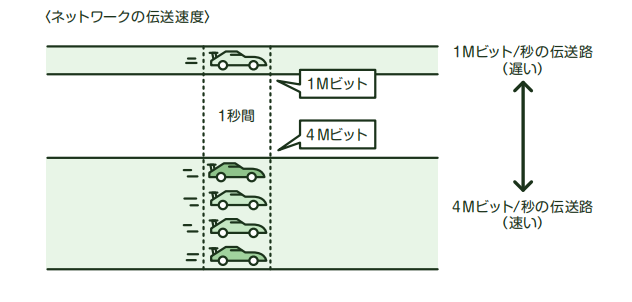 〈ネットワークの伝送速度〉
1Mビット/秒の伝送路
（遅い）
1Mビット
1秒間
4Mビット
4Mビット/秒の伝送路
（速い）